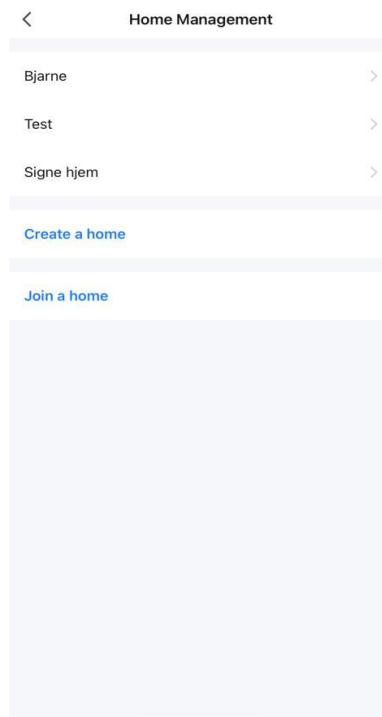 Home Management
Bjarne
Test
Signe hjem
Create a home
Join a home